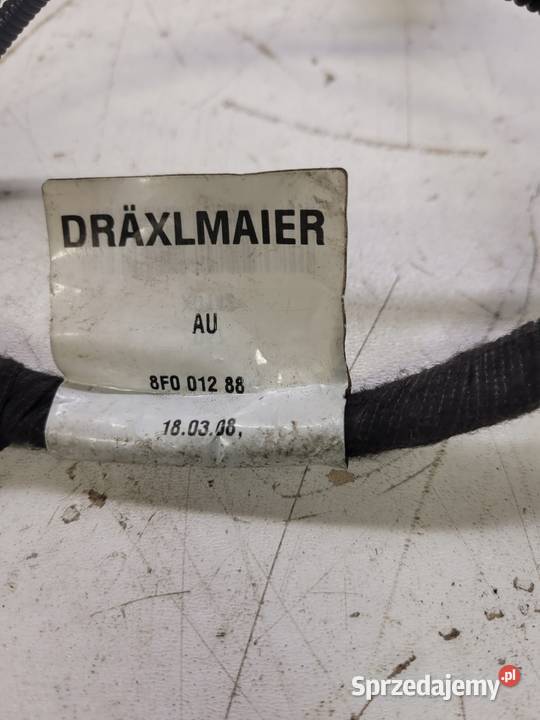 DRÄXLMAIER
AU
8F0 012 88
18.03.08,
Sprzedajemy.pl